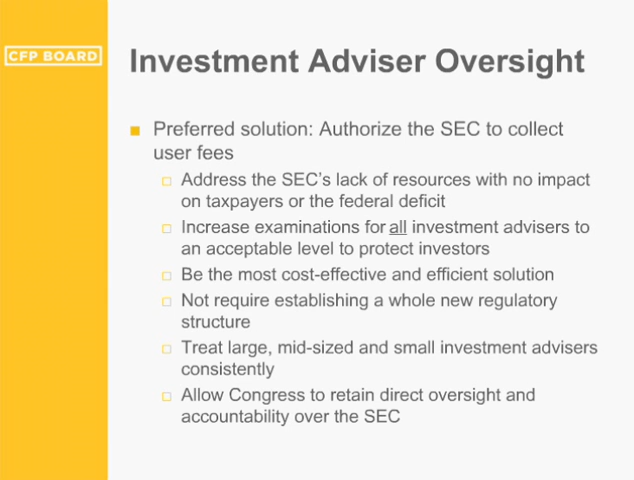 CFP BOARD
Investment Adviser Oversight
Preferred solution: Authorize the SEC to collect
user fees
Address the SEC's lack of resources with no impact
on taxpayers or the federal deficit
Increase examinations for all investment advisers to
an acceptable level to protect investors
Be the most cost-effective and efficient solution
Not require establishing a whole new regulatory
structure
Treat large, mid-sized and small investment advisers
consistently
Allow Congress to retain direct oversight and
accountability over the SEC